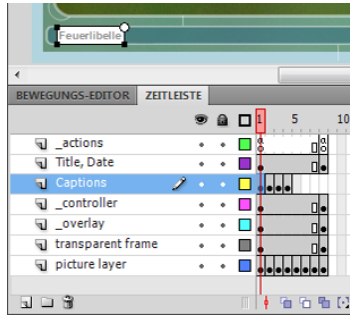 Feuerlibelle
BEWEGUNGS-EDITOR ZEITLEISTE
1 5 10
_actions
Title, Date
Captions
_controller
_overlay
transparent frame
picture layer